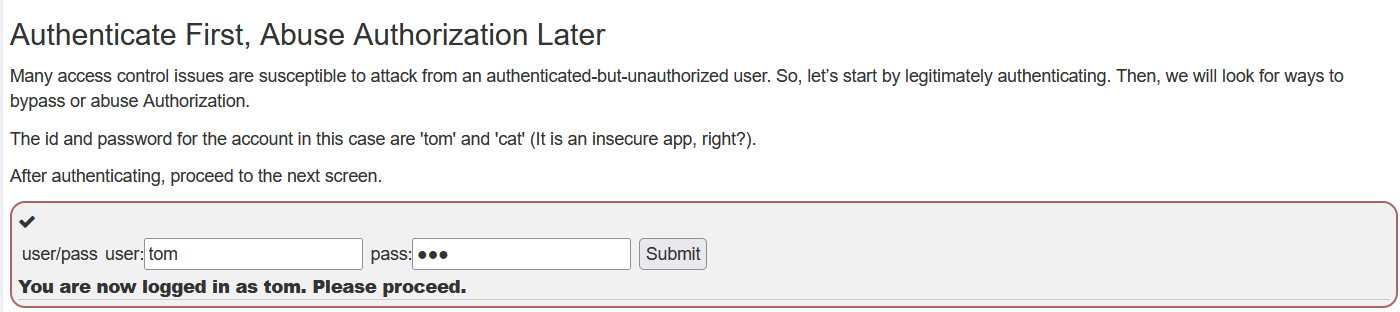 Authenticate First, Abuse Authorization Later
Many access control issues are susceptible to attack from an authenticated-but-unauthorized user. So, let’s start by legitimately authenticating. Then, we will look for ways to
bypass or abuse Authorization.
The id and password for the account in this case are 'tom' and 'cat' (It is an insecure app, right?).
After authenticating, proceed to the next screen.
user/pass user: tom pass: ●●● Submit
You are now logged in as tom. Please proceed.